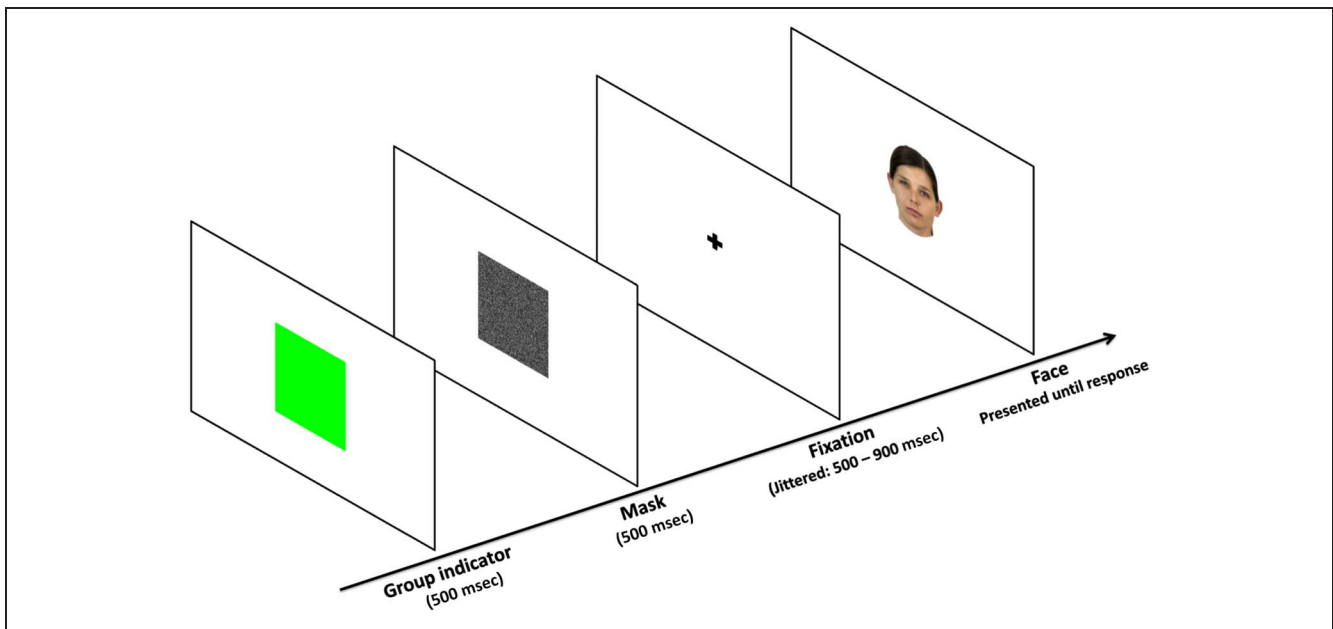 Group indicator
(500 msec)
Mask
(500 msec)
Fixation
(Jittered: 500 – 900 msec)
Face
Presented until response